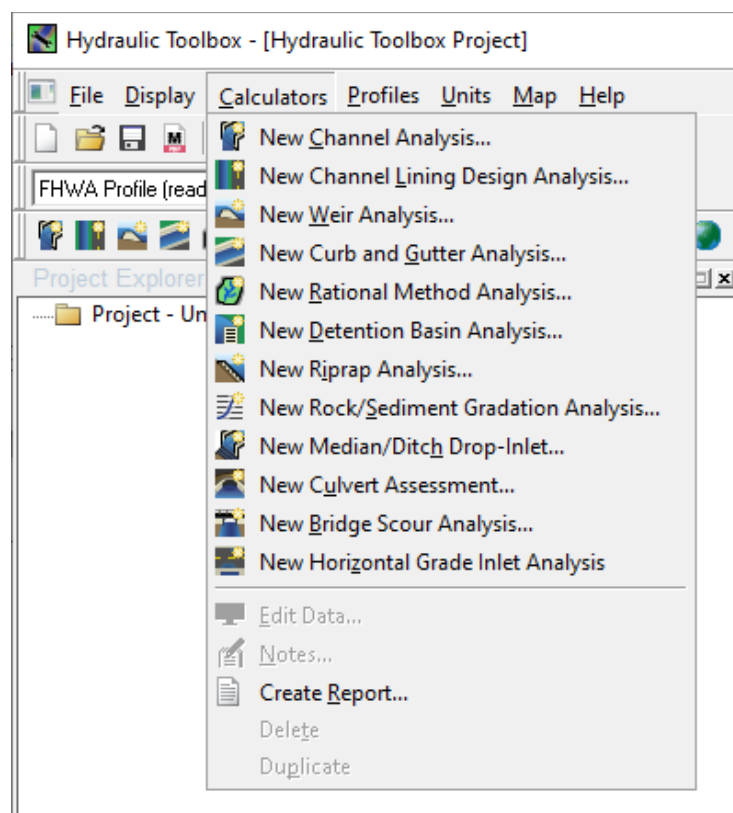 Hydraulic Toolbox - [Hydraulic Toolbox Project]
File Display Calculators Profiles Units Map Help
New Channel Analysis...
M
New Channel Lining Design Analysis...
FHWA Profile (read
New Weir Analysis...
New Curb and Gutter Analysis...
Project Explorer
New Rational Method Analysis...
Project - Un
New Detention Basin Analysis...
New Riprap Analysis...
New Rock/Sediment Gradation Analysis...
New Median/Ditch Drop-Inlet...
New Culvert Assessment...
New Bridge Scour Analysis...
New Horizontal Grade Inlet Analysis
Edit Data...
Notes...
Create Report...
Delete
Duplicate